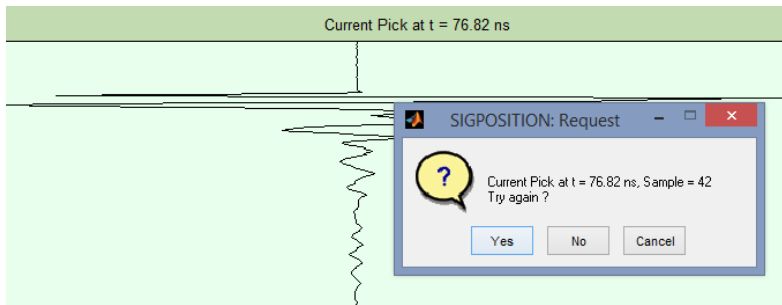 Current Pick at t = 76.82 ns
SIGPOSITION: Request
?
Current Pick at t = 76.82 ns, Sample = 42
Try again ?
Yes No Cancel